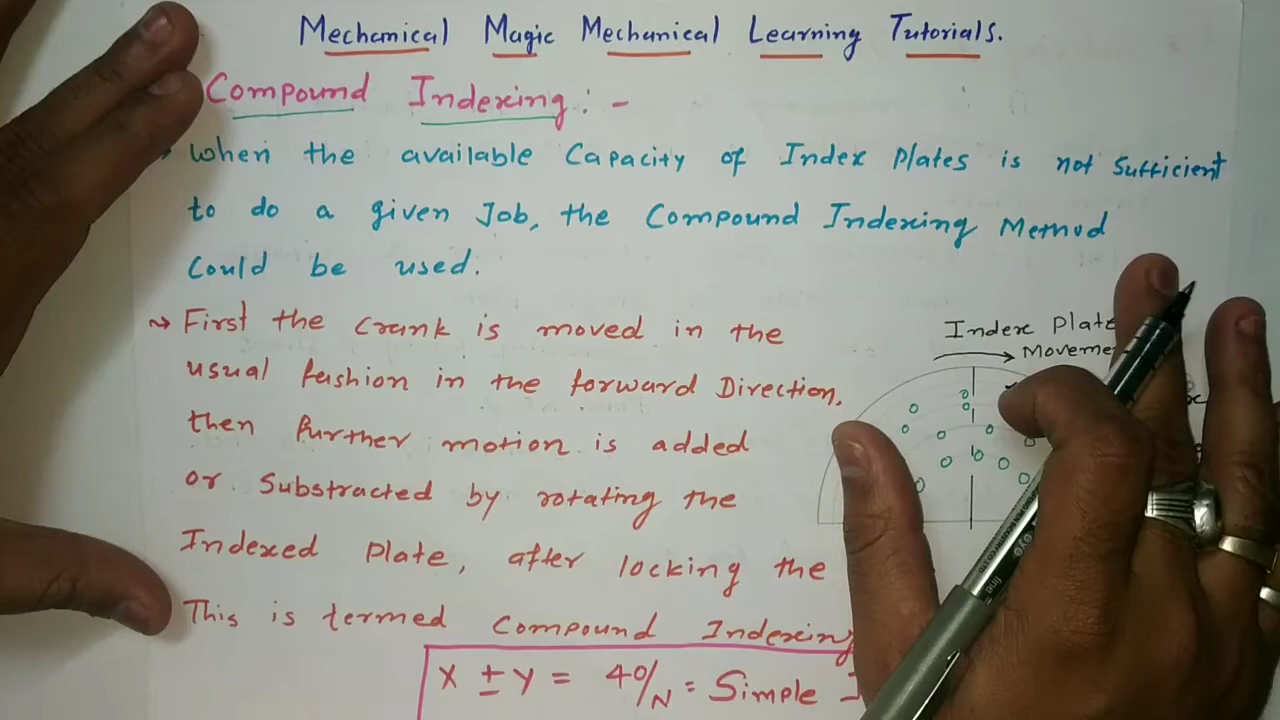 Mechanical Magic Mechanical Learning Tutorials.
Compound Indexing :-
When the available Capacity of Index Plates is not sufficient
to do a given Job, the Compound Indexing Method
Could be used.
First the Crank is moved in the
usual fashion in the forward Direction,
then further motion is added
or Substracted by rotating the
Indexed Plate, after locking the
This is termed Compound Indexing
X ± Y = 40/N = Simple
Index Plate